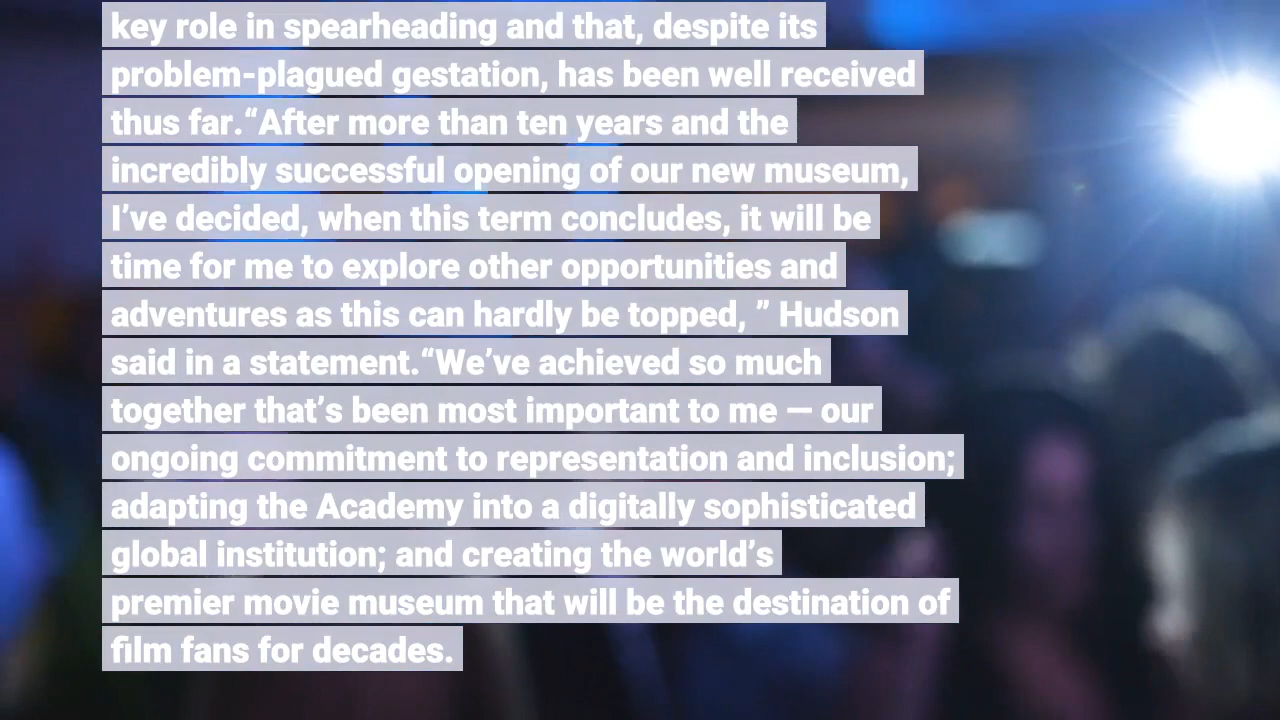 key role in spearheading and that, despite its
problem-plagued gestation, has been well received
thus far.“After more than ten years and the
incredibly successful opening of our new museum,
I’ve decided, when this term concludes, it will be
time for me to explore other opportunities and
adventures as this can hardly be topped, ” Hudson
said in a statement.“We’ve achieved so much
together that’s been most important to me — our
ongoing commitment to representation and inclusion;
adapting the Academy into a digitally sophisticated
global institution; and creating the world’s
premier movie museum that will be the destination of
film fans for decades.